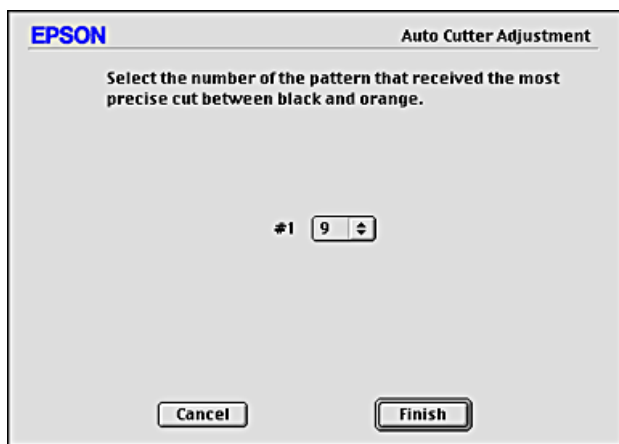 EPSON
Auto Cutter Adjustment
Select the number of the pattern that received the most
precise cut between black and orange.
#1 9
Cancel
Finish